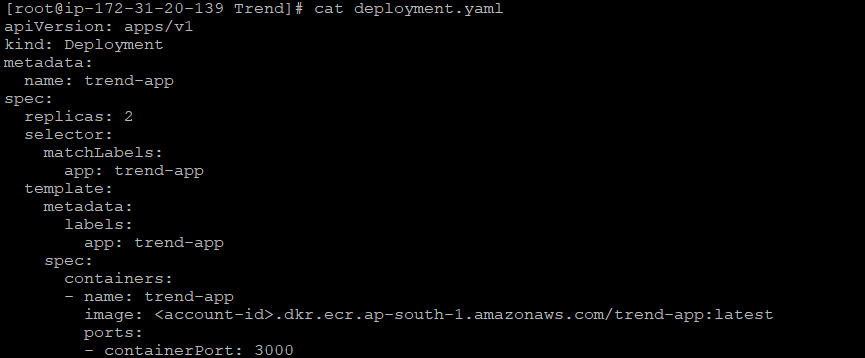 [root@ip-172-31-20-139 Trend]# cat deployment.yaml
apiVersion: apps/v1
kind: Deployment
metadata:
  name: trend-app
spec:
  replicas: 2
  selector:
    matchLabels:
      app: trend-app
  template:
    metadata:
      labels:
        app: trend-app
    spec:
      containers:
      - name: trend-app
        image: <account-id>.dkr.ecr.ap-south-1.amazonaws.com/trend-app:latest
        ports:
        - containerPort: 3000